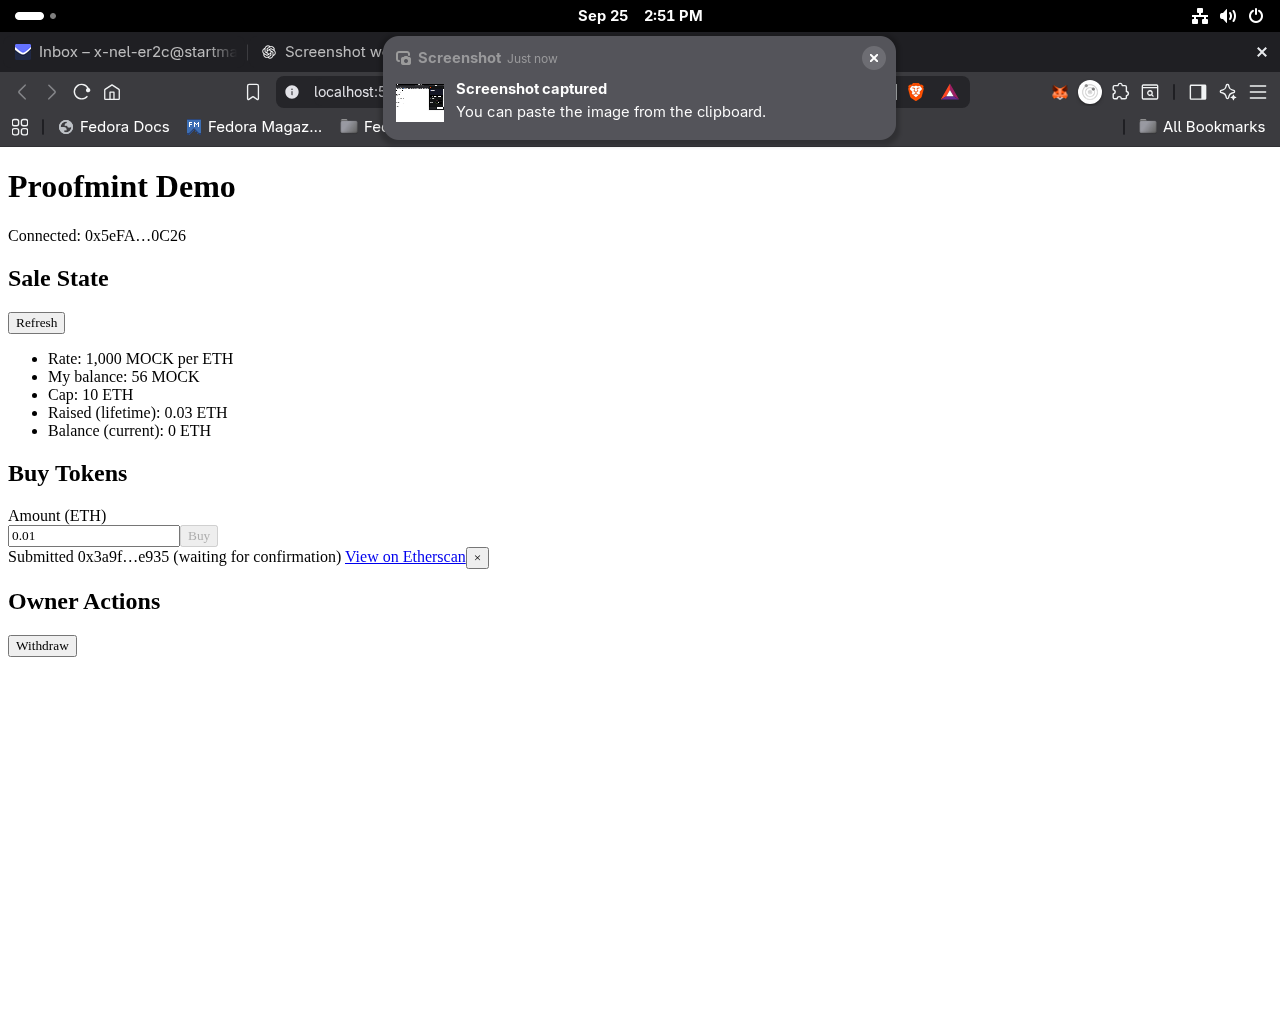 Sep 25 2:51 PM
Inbox – x-nel-er2c@startma
Screenshot
Screenshot Just now
Screenshot captured
You can paste the image from the clipboard.
localhost:5
Fedora Docs
Fedora Magaz...
All Bookmarks
Proofmint Demo
Connected: 0x5eFA…0C26
Sale State
Refresh
Rate: 1,000 MOCK per ETH
My balance: 56 MOCK
Cap: 10 ETH
Raised (lifetime): 0.03 ETH
Balance (current): 0 ETH
Buy Tokens
Amount (ETH)
0.01 Buy
Submitted 0x3a9f…e935 (waiting for confirmation) View on Etherscan ×
Owner Actions
Withdraw